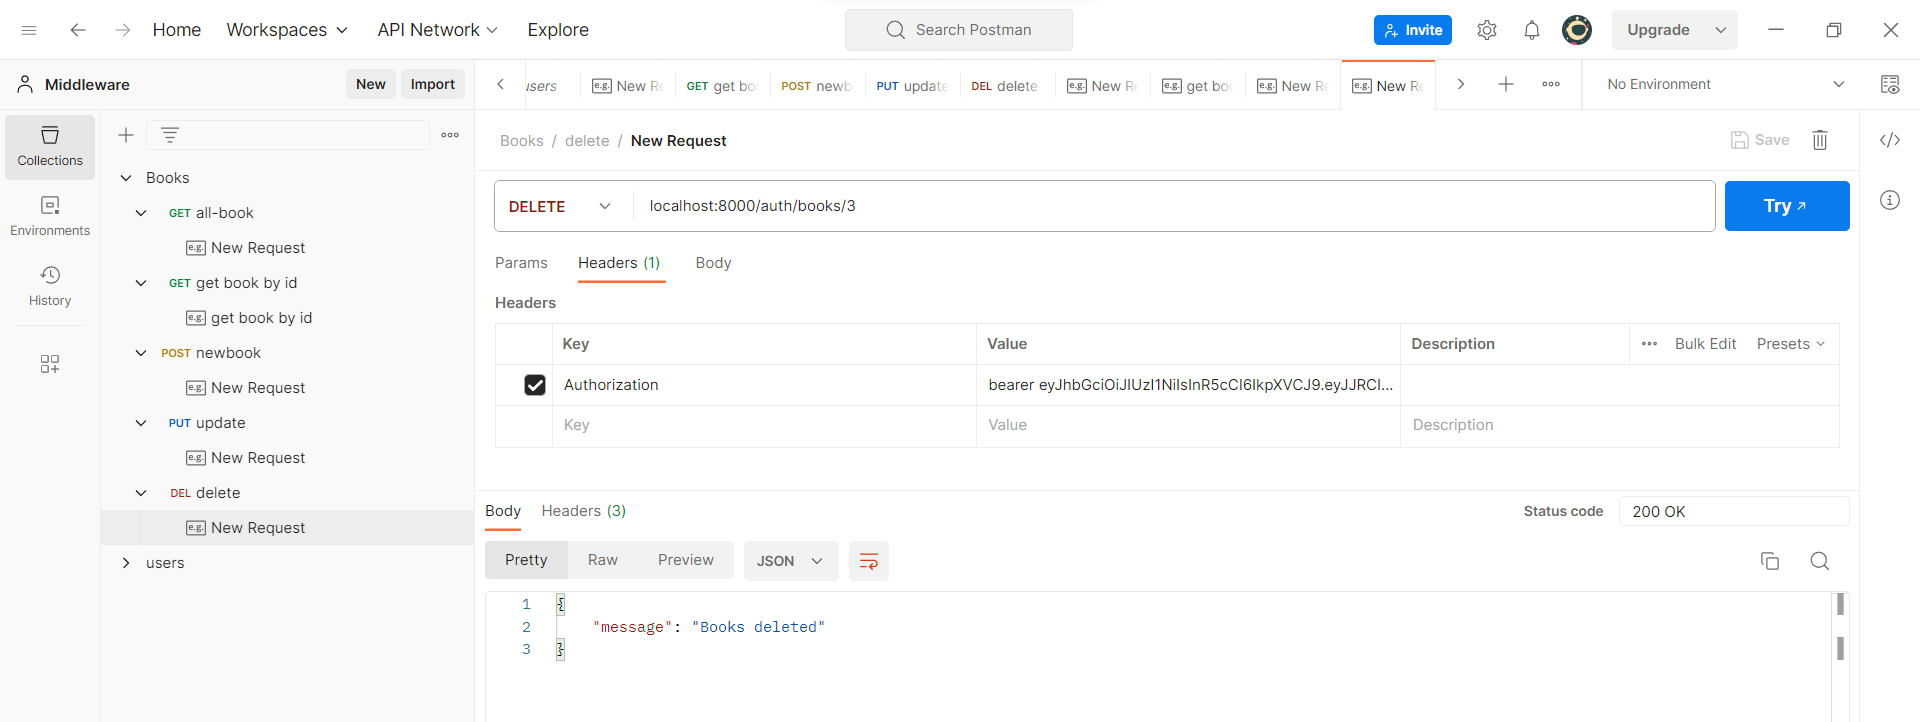 Home Workspaces API Network Explore Search Postman Invite Upgrade
Middleware New Import
users e.g. New Re GET get boo POST newb PUT update DEL delete e.g. New Re e.g. get boo e.g. New Re e.g. New Re No Environment
Collections
Environments
History
Books
GET all-book
e.g. New Request
GET get book by id
e.g. get book by id
POST newbook
e.g. New Request
PUT update
e.g. New Request
DEL delete
e.g. New Request
users
Books / delete / New Request Save
DELETE localhost:8000/auth/books/3 Try
Params Headers (1) Body
Headers
Key Value Description Bulk Edit Presets
Authorization bearer eyJhbGciOiJIUzI1NiIsInR5cCI6IkpXVCJ9.eyJJRCI...
Key Value Description
Body Headers (3) Status code 200 OK
Pretty Raw Preview JSON
1 {
2 "message": "Books deleted"
3 }